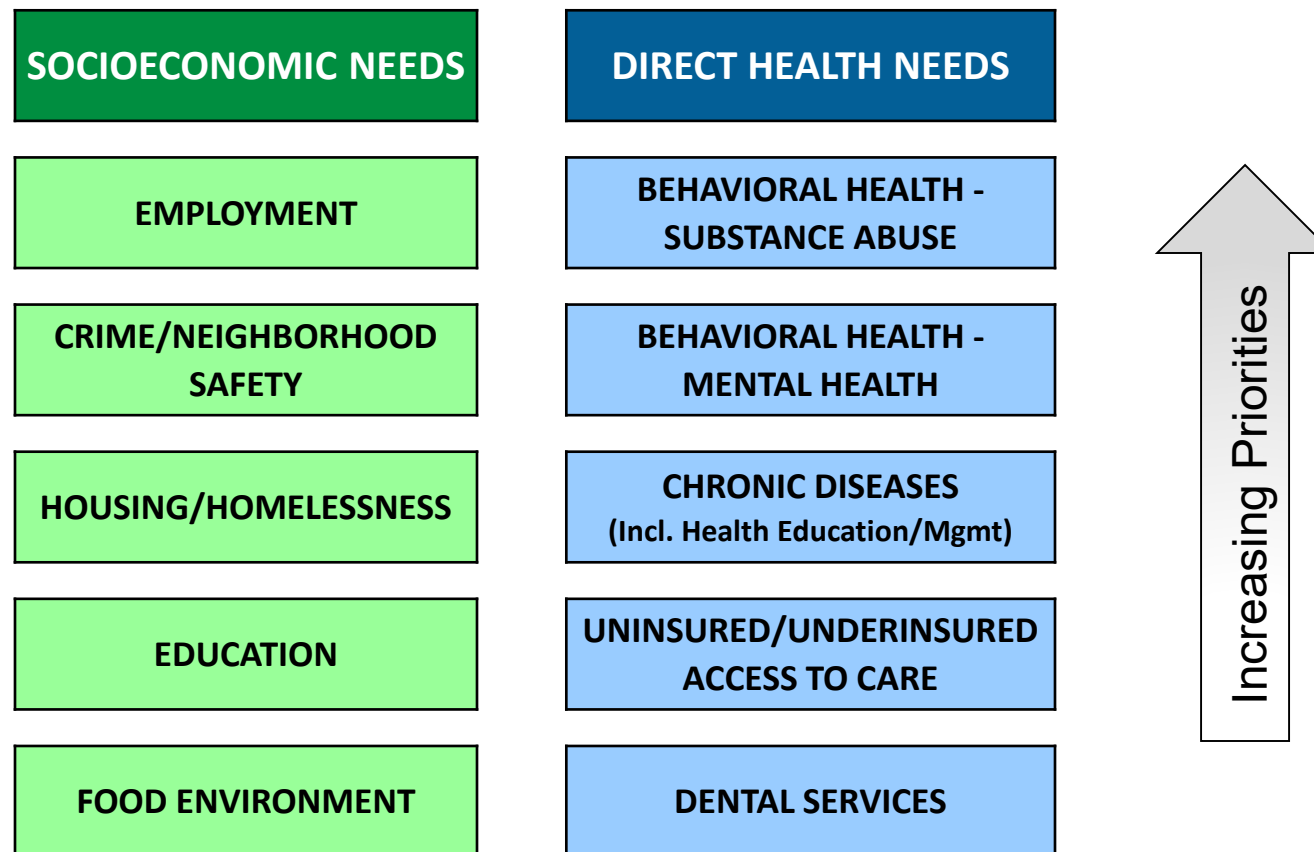 SOCIOECONOMIC NEEDS
DIRECT HEALTH NEEDS
EMPLOYMENT
BEHAVIORAL HEALTH -
SUBSTANCE ABUSE
CRIME/NEIGHBORHOOD
SAFETY
BEHAVIORAL HEALTH -
MENTAL HEALTH
HOUSING/HOMELESSNESS
CHRONIC DISEASES
(Incl. Health Education/Mgmt)
EDUCATION
UNINSURED/UNDERINSURED
ACCESS TO CARE
FOOD ENVIRONMENT
DENTAL SERVICES
Increasing Priorities